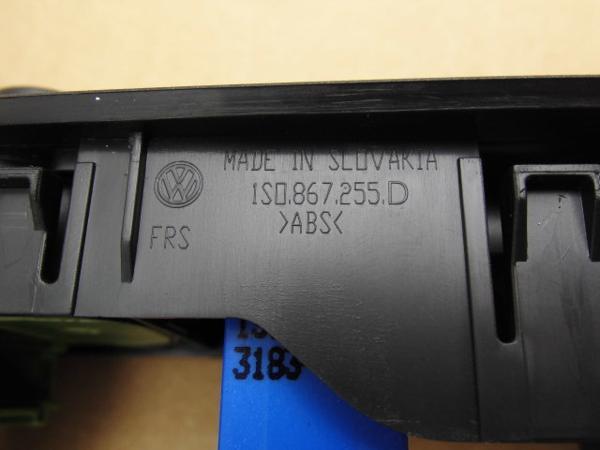 MADE IN SLOVAKIA
1S0.867.255.D
>ABS<
FRS
3183